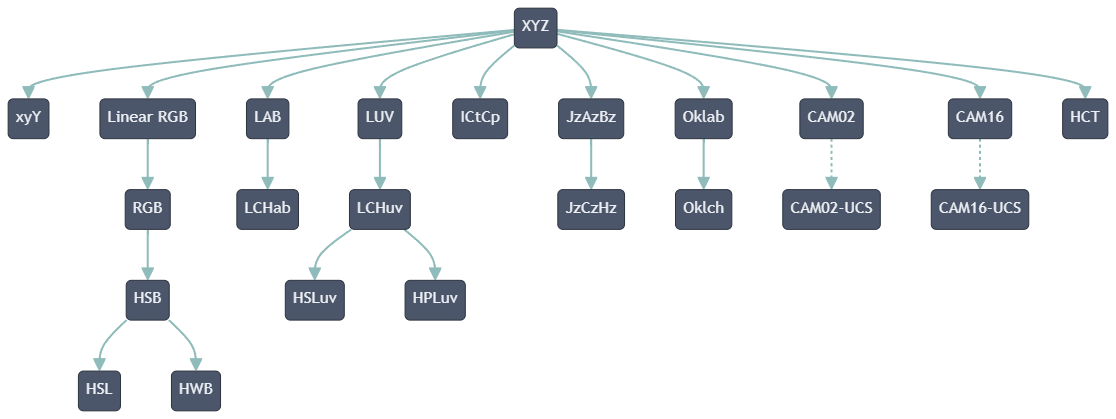 XYZ
xyY
Linear RGB
LAB
LUV
ICtCp
JzAzBz
Oklab
CAM02
CAM16
HCT
RGB
LCHab
LCHuv
JzCzHz
Oklch
CAM02-UCS
CAM16-UCS
HSB
HSLuv
HPLuv
HSL
HWB